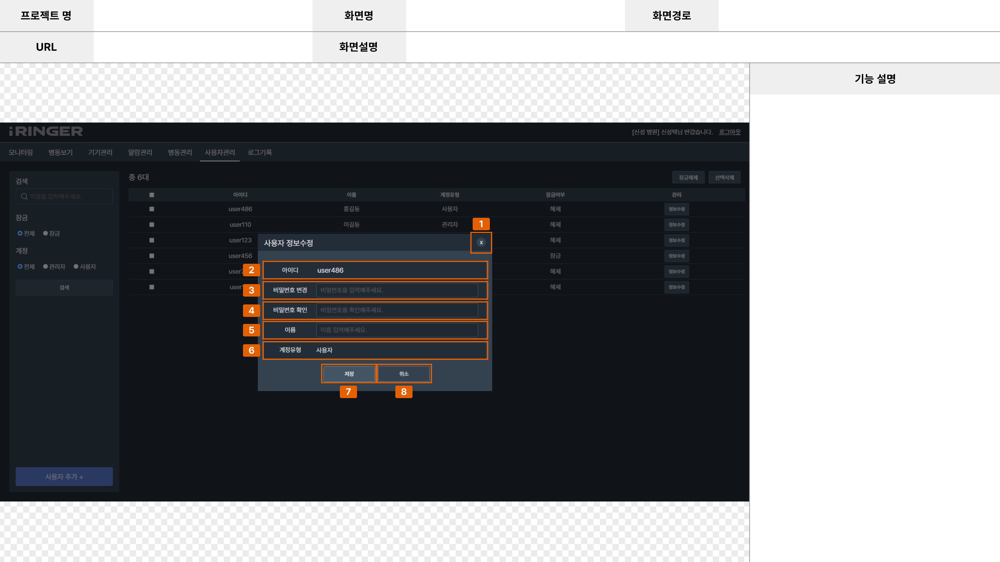 프로젝트 명
화면명
화면경로
URL
화면설명
기능 설명
iRINGER
[신성 병원] 신성택님 반갑습니다. 로그아웃
모니터링 병동보기 기기관리 알람관리 병동관리 사용자관리 로그기록
검색
이름을 입력해주세요.
잠금
전체 잠금
계정
전체 관리자 사용자
검색
사용자 추가 +
총 6대
잠금해제 선택삭제
아이디 이름 계정유형 잠금여부 관리
user486 홍길동 사용자 해제 정보수정
user110 이길동 관리자 해제 정보수정
user123 해제 정보수정
user456 잠금 정보수정
해제 정보수정
해제 정보수정
1
사용자 정보수정 x
2 아이디 user486
3 비밀번호 변경 비밀번호를 입력해주세요.
4 비밀번호 확인 비밀번호를 확인해주세요.
5 이름 이름 입력해주세요.
6 계정유형 사용자
저장 취소
7 8